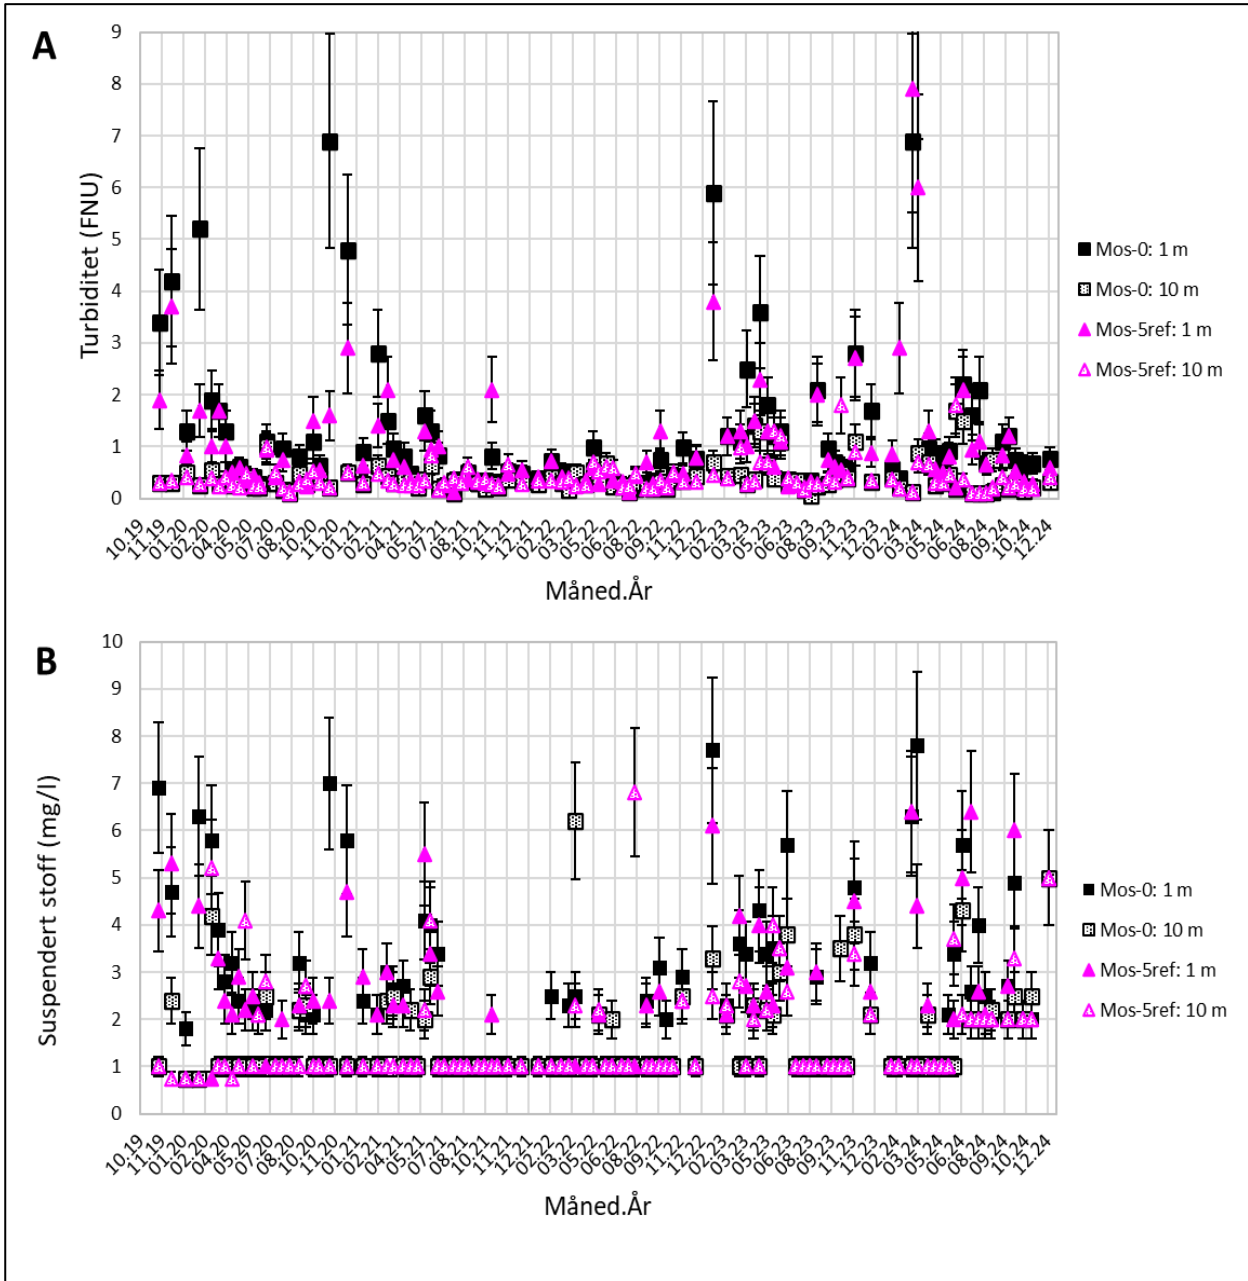 A
9
8
7
6
5
4
3
2
1
0
Turbiditet (FNU)
10.19 11.19 01.20 02.20 04.20 05.20 07.20 08.20 10.20 11.20 01.21 02.21 04.21 05.21 07.21 08.21 10.21 11.21 12.21 02.22 03.22 05.22 06.22 08.22 09.22 11.22 12.22 02.23 03.23 05.23 06.23 08.23 09.23 11.23 12.23 02.24 03.24 05.24 06.24 08.24 09.24 10.24 12.24
Måned.År
Mos-0: 1 m
Mos-0: 10 m
Mos-5ref: 1 m
Mos-5ref: 10 m
B
10
9
8
7
6
5
4
3
2
1
0
Suspendert stoff (mg/l)
10.19 11.19 01.20 02.20 04.20 05.20 07.20 08.20 10.20 11.20 01.21 02.21 04.21 05.21 07.21 08.21 10.21 11.21 12.21 02.22 03.22 05.22 06.22 08.22 09.22 11.22 12.22 02.23 03.23 05.23 06.23 08.23 09.23 11.23 12.23 02.24 03.24 05.24 06.24 08.24 09.24 10.24 12.24
Måned.År
Mos-0: 1 m
Mos-0: 10 m
Mos-5ref: 1 m
Mos-5ref: 10 m